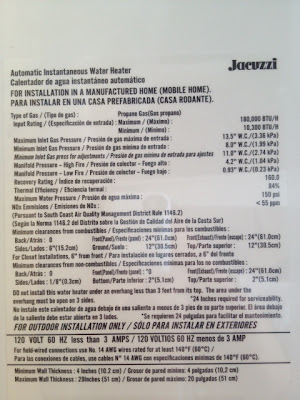 Jacuzzi
Automatic Instantaneous Water Heater
Calentador de agua instantáneo automático
FOR INSTALLATION IN A MANUFACTURED HOME (MOBILE HOME).
PARA INSTALAR EN UNA CASA PREFABRICADA (CASA RODANTE).
Type of Gas / (Tipo de gas) : Propane Gas(Gas propano)
Input Rating / (Especificación de entrada) : Maximum / (Máximo) : 180,000 BTU/H
Minimum / (Mínimo) : 10,380 BTU/H
Maximum Inlet Gas Pressure / Presión de gas máxima de entrada : 13.5" W.C.(3.36 kPa)
Minimum Inlet Gas Pressure / Presión de gas mínima de entrada : 8.0" W.C.(1.99 kPa)
Minimum Inlet Gas press for adjustments / Presión de gas mínima de entrada para ajustes 11.0" W.C.(2.74 kPa)
Manifold Pressure – High Fire / Presión de colector - Fuego alto : 4.2" W.C.(1.04 kPa)
Manifold Pressure – Low Fire / Presión de colector - Fuego bajo : 0.93" W.C.(0.23 kPa)
Recovery Rating / Índice de recuperación : 160.0
Thermal Efficiency / Eficiencia termal : 84%
Maximum Water Pressure / Presión de agua máxima : 150 psi
NOx Emissions / Emisiones de NOx : < 55 ppm
(Pursuant to South Coast Air Quality Management District Rule 1146.2)
(Según la Norma 1146.2 del Distrito sobre la Gestión de Calidad del Aire de la Costa Sur)
Minimum clearances from combustibles / Especificaciones mínimas para los combustibles :
Back/Atrás : 0 Front(Panel)/Frente (panel) : 24"(61.0cm) Front(Exhaust)/Frente (escape) : 24"(61.0cm)
Sides/Lados : 6"(15.2cm) Ground/Suelo : 12"(30.5cm) Top/Parte superior : 12"(30.5cm)
For Closet Installations, 6" from front / Para instalación en lugares cerrados, a 6" del frente
Minimum clearances from non-combustibles / Especificaciones mínimas para los no combustibles :
Back/Atrás : 0 Front(Panel)/Frente (panel) : *0 Front(Exhaust)/Frente (escape) : 24"(61.0cm)
Sides/Lados : 1/8"(0.3cm) Bottom/Parte inferior : 2"(5.1cm) Top/Parte superior : 2"(5.1cm)
DO not install this water heater under an overhang less than 3 feet from its top. The area under the
overhang must be open on 3 sides. *24 Inches required for serviceability.
No instale este calentador de agua debajo de una saliente a menos de 3 pies de su parte superior. El área debajo
de la saliente debe estar abierta en 3 lados. *Se requieren 24 pulgadas para facilitar el mantenimiento.
FOR OUTDOOR INSTALLATION ONLY / SÓLO PARA INSTALAR EN EXTERIORES
120 VOLT 60 HZ less than 3 AMPS / 120 VOLTIOS 60 HZ menos de 3 AMP
For field-wired connections use No. 14 AWG wires rated for at least 140°F (60°C) .
Para las conexiones de cables, use cables Nº 14 AWG con especificaciones mínimas de 140°F(60°C).
Minimum Wall Thickness : 4 Inches (10.2 cm) / Grosor de pared mínimo: 4 pulgadas (10,2 cm)
Maximum Wall Thickness : 20Inches (51 cm) / Grosor de pared máximo: 20 pulgadas (51 cm)